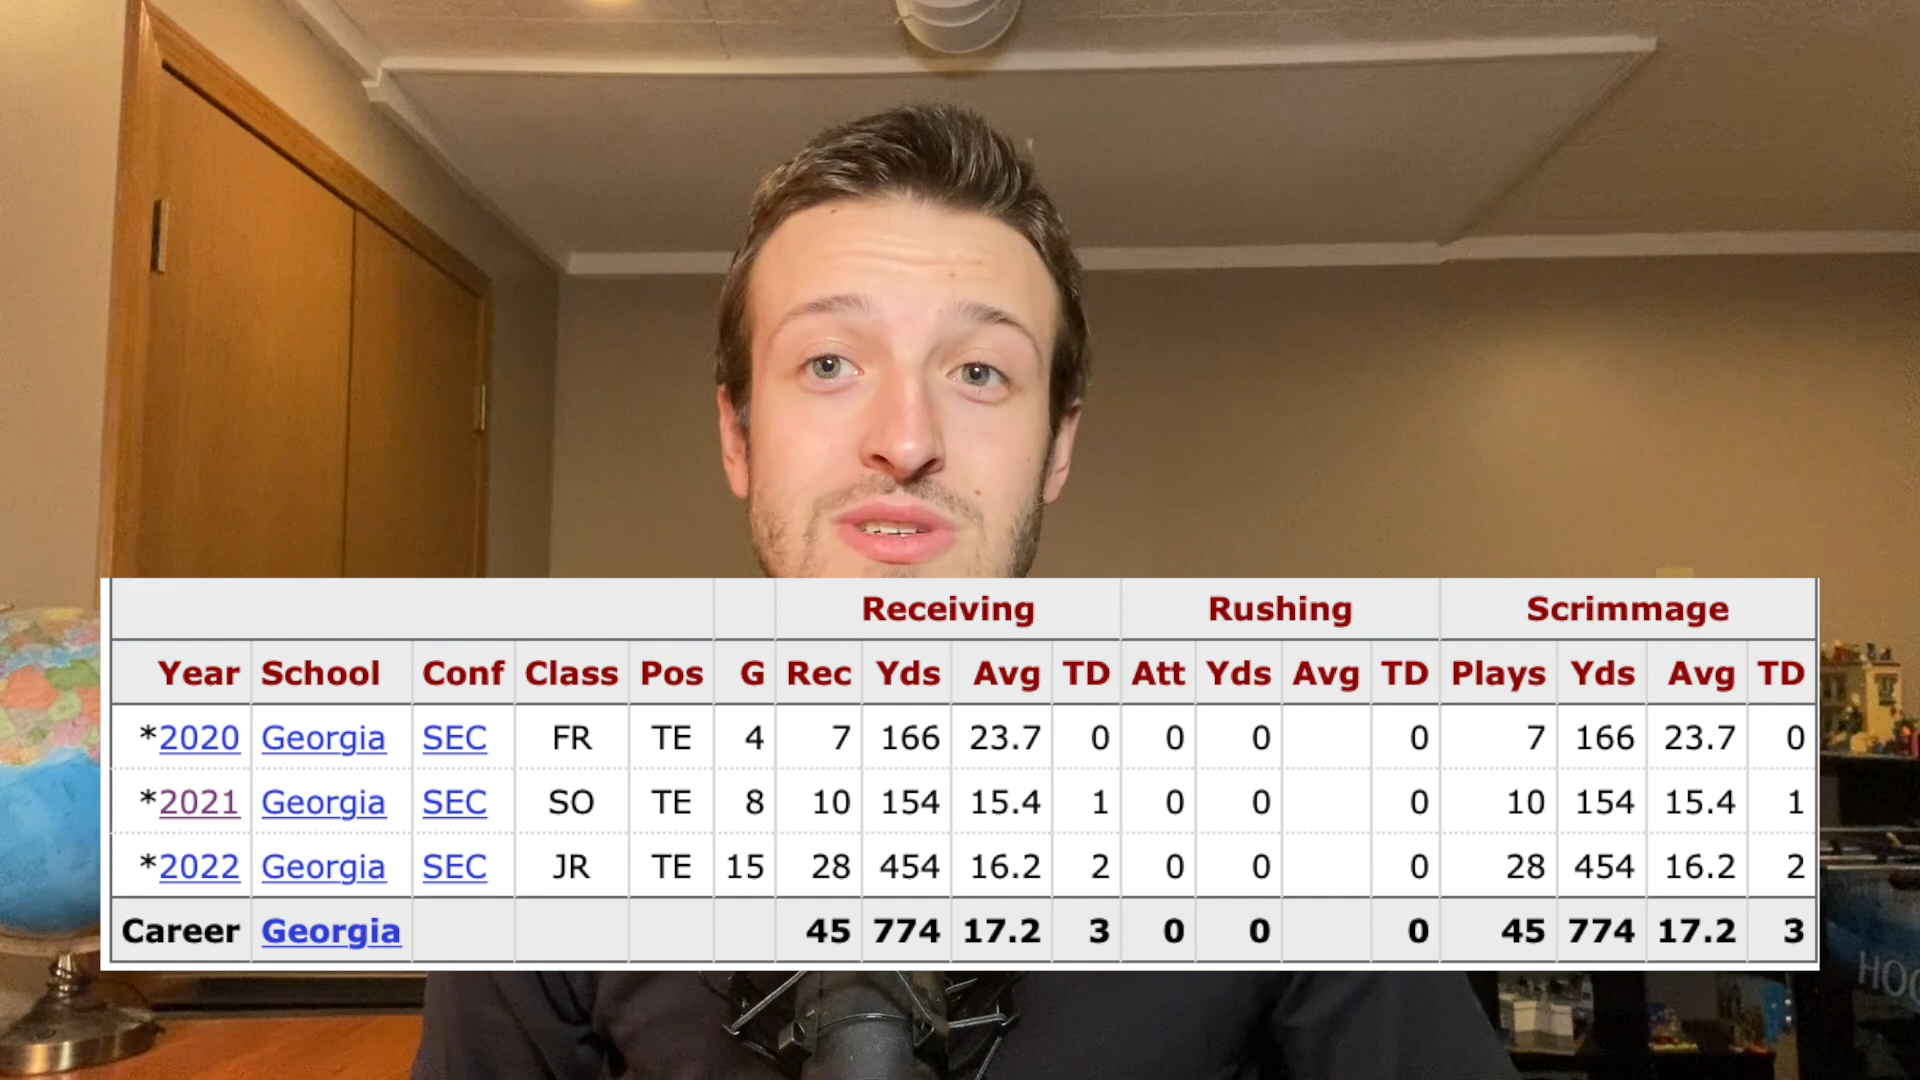 Receiving Rushing Scrimmage
Year School Conf Class Pos G Rec Yds Avg TD Att Yds Avg TD Plays Yds Avg TD
*2020 Georgia SEC FR TE 4 7 166 23.7 0 0 0 0 7 166 23.7 0
*2021 Georgia SEC SO TE 8 10 154 15.4 1 0 0 0 10 154 15.4 1
*2022 Georgia SEC JR TE 15 28 454 16.2 2 0 0 0 28 454 16.2 2
Career Georgia 45 774 17.2 3 0 0 0 45 774 17.2 3